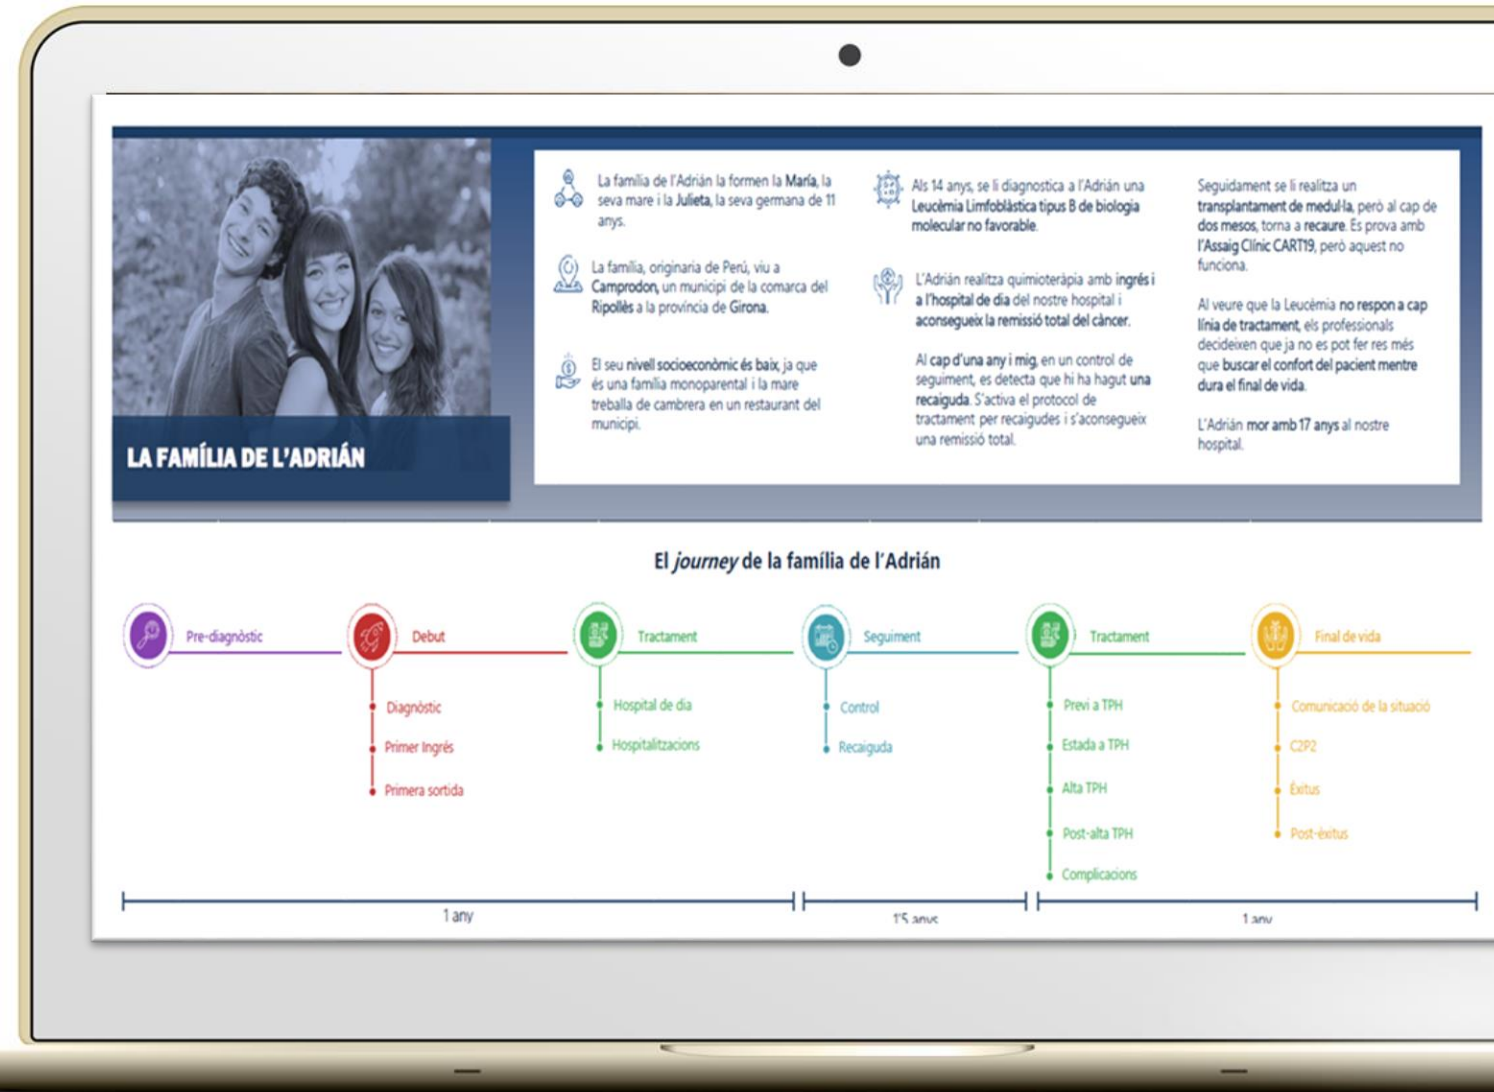 La família de l'Adrián la formen la María, la
seva mare i la Julieta, la seva germana de 11
anys.
La família, originaria de Perú, viu a
Camprodon, un municipi de la comarca del
Ripollès a la província de Girona.
El seu nivell socioeconòmic és baix, ja que
és una família monoparental i la mare
treballa de cambrera en un restaurant del
municipi.
Als 14 anys, se li diagnostica a l'Adrián una
Leucèmia Limfoblàstica tipus B de biologia
molecular no favorable.
L'Adrián realitza quimioteràpia amb ingrés i
a l'hospital de dia del nostre hospital i
aconsegueix la remissió total del càncer.
Al cap d'una any i mig, en un control de
seguiment, es detecta que hi ha hagut una
recaiguda. S'activa el protocol de
tractament per recaigudes i s'aconsegueix
una remissió total.
Seguidament se li realitza un
transplantament de medul·la, però al cap de
dos mesos, torna a recaure. Es prova amb
l'Assaig Clínic CART19, però aquest no
funciona.
Al veure que la Leucèmia no respon a cap
línia de tractament, els professionals
decideixen que ja no es pot fer res més
que buscar el confort del pacient mentre
dura el final de vida.
L'Adrián mor amb 17 anys al nostre
hospital.
LA FAMÍLIA DE L'ADRIÁN
El journey de la família de l'Adrián
Pre-diagnòstic
Debut
Diagnòstic
Primer Ingrés
Primera sortida
Tractament
Hospital de dia
Hospitalitzacions
Seguiment
Control
Recaiguda
Tractament
Previ a TPH
Estada a TPH
Alta TPH
Post-alta TPH
Complicacions
Final de vida
Comunicació de la situació
C2P2
Èxitus
Post-èxitus
1 any
1'5 anys
1 any